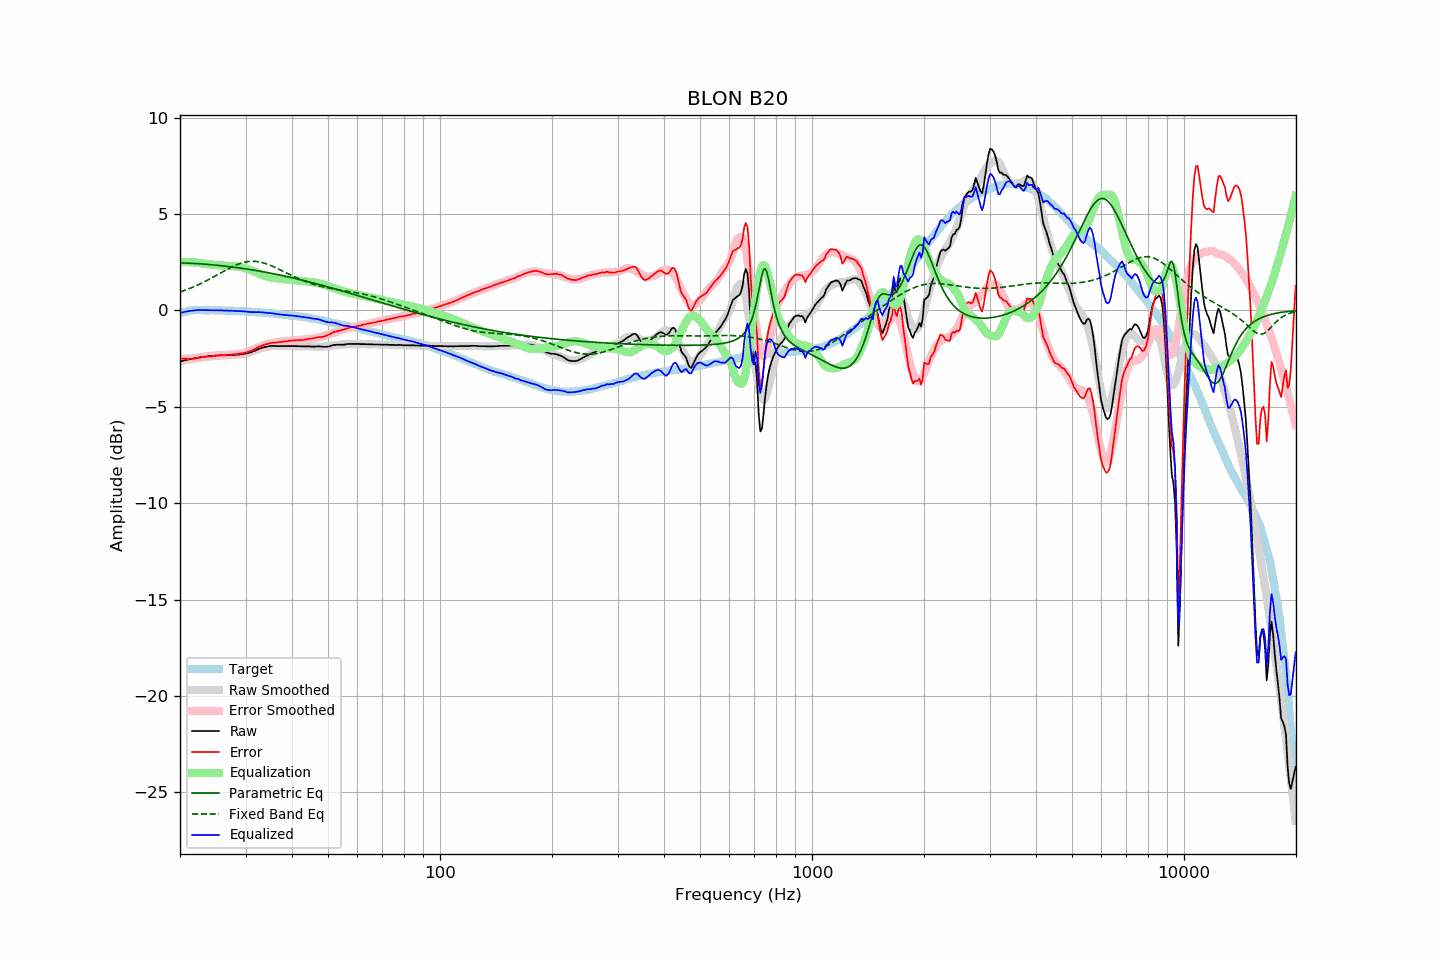 BLON B20
10
5
0
−5
−10
−15
−20
−25
Amplitude (dBr)
Target
Raw Smoothed
Error Smoothed
Raw
Error
Equalization
Parametric Eq
Fixed Band Eq
Equalized
100
1000
10000
Frequency (Hz)